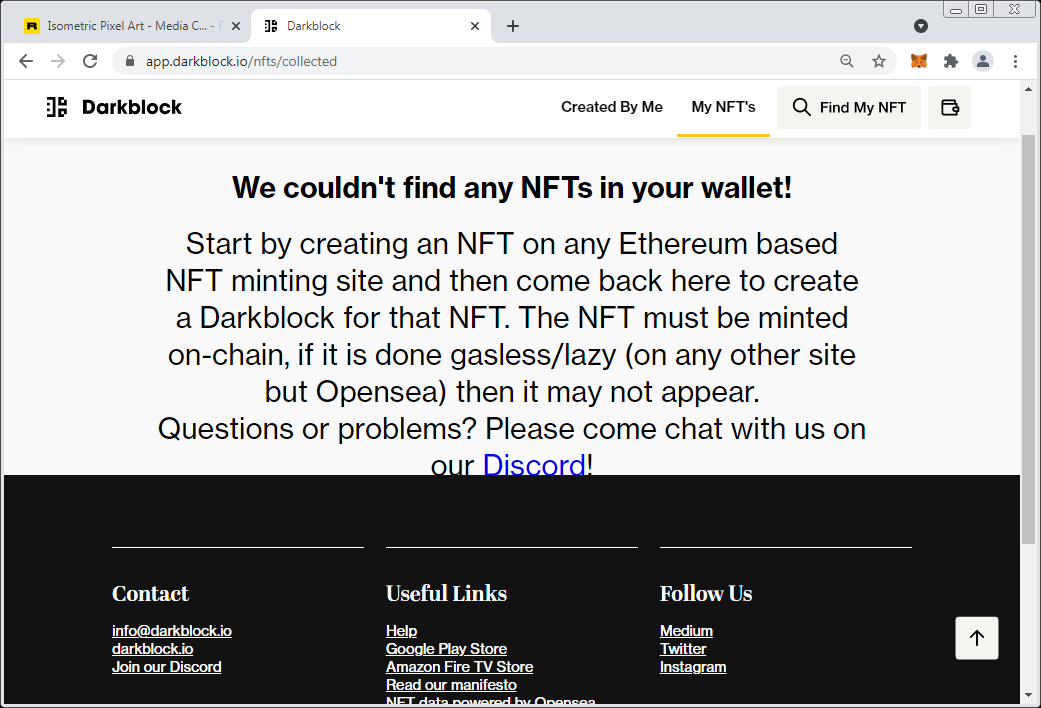 Isometric Pixel Art - Media C... -
Darkblock
app.darkblock.io/nfts/collected
Darkblock
Created By Me
My NFT's
Find My NFT
We couldn't find any NFTs in your wallet!
Start by creating an NFT on any Ethereum based
NFT minting site and then come back here to create
a Darkblock for that NFT. The NFT must be minted
on-chain, if it is done gasless/lazy (on any other site
but Opensea) then it may not appear.
Questions or problems? Please come chat with us on
our Discord!
Contact
info@darkblock.io
darkblock.io
Join our Discord
Useful Links
Help
Google Play Store
Amazon Fire TV Store
Read our manifesto
NFT data powered by Opensea
Follow Us
Medium
Twitter
Instagram